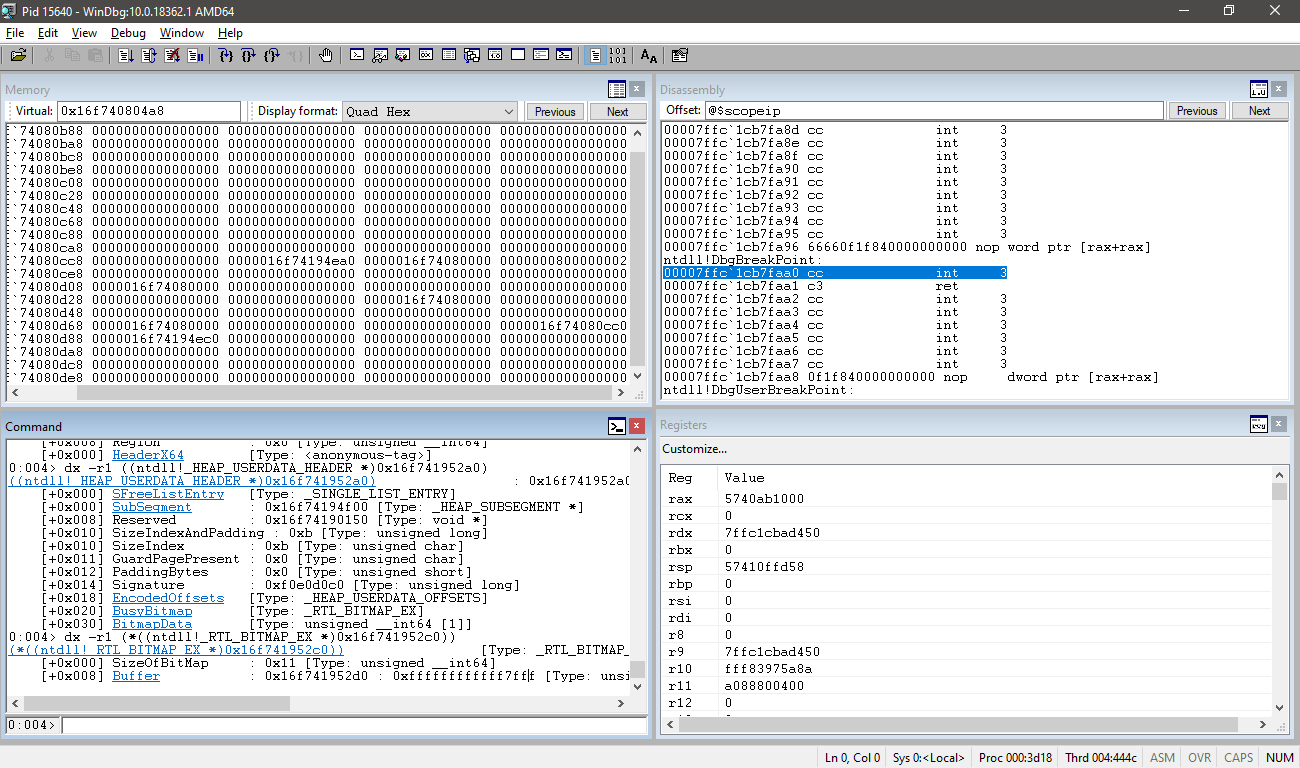 Pid 15640 - WinDbg:10.0.18362.1 AMD64
File Edit View Debug Window Help
Memory
Virtual: 0x16f740804a8 Display format: Quad Hex Previous Next
`74080b88 0000000000000000 0000000000000000 0000000000000000 0000000000000000
`74080ba8 0000000000000000 0000000000000000 0000000000000000 0000000000000000
`74080bc8 0000000000000000 0000000000000000 0000000000000000 0000000000000000
`74080be8 0000000000000000 0000000000000000 0000000000000000 0000000000000000
`74080c08 0000000000000000 0000000000000000 0000000000000000 0000000000000000
`74080c28 0000000000000000 0000000000000000 0000000000000000 0000000000000000
`74080c48 0000000000000000 0000000000000000 0000000000000000 0000000000000000
`74080c68 0000000000000000 0000000000000000 0000000000000000 0000000000000000
`74080c88 0000000000000000 0000000000000000 0000000000000000 0000000000000000
`74080ca8 0000000000000000 0000000000000000 0000000000000000 0000000000000000
`74080cc8 0000000000000000 0000016f74194ea0 0000016f74080000 0000000800000002
`74080ce8 0000000000000000 0000000000000000 0000000000000000 0000000000000000
`74080d08 0000016f74080000 0000000000000000 0000000000000000 0000000000000000
`74080d28 0000000000000000 0000000000000000 0000016f74080000 0000000000000000
`74080d48 0000000000000000 0000000000000000 0000000000000000 0000000000000000
`74080d68 0000016f74080000 0000000000000000 0000000000000000 0000016f74080cc0
`74080d88 0000016f74194ec0 0000000000000000 0000000000000000 0000000000000000
`74080da8 0000000000000000 0000000000000000 0000000000000000 0000000000000000
`74080dc8 0000000000000000 0000000000000000 0000000000000000 0000000000000000
`74080de8 0000000000000000 0000000000000000 0000000000000000 0000000000000000
Disassembly
Offset: @$scopeip Previous Next
00007ffc`1cb7fa8d cc int 3
00007ffc`1cb7fa8e cc int 3
00007ffc`1cb7fa8f cc int 3
00007ffc`1cb7fa90 cc int 3
00007ffc`1cb7fa91 cc int 3
00007ffc`1cb7fa92 cc int 3
00007ffc`1cb7fa93 cc int 3
00007ffc`1cb7fa94 cc int 3
00007ffc`1cb7fa95 cc int 3
00007ffc`1cb7fa96 66660f1f840000000000 nop word ptr [rax+rax]
ntdll!DbgBreakPoint:
00007ffc`1cb7faa0 cc int 3
00007ffc`1cb7faa1 c3 ret
00007ffc`1cb7faa2 cc int 3
00007ffc`1cb7faa3 cc int 3
00007ffc`1cb7faa4 cc int 3
00007ffc`1cb7faa5 cc int 3
00007ffc`1cb7faa6 cc int 3
00007ffc`1cb7faa7 cc int 3
00007ffc`1cb7faa8 0f1f840000000000 nop dword ptr [rax+rax]
ntdll!DbgUserBreakPoint:
Command
[+0x008] Region : 0x0 [Type: unsigned __int64]
[+0x000] HeaderX64 [Type: <anonymous-tag>]
0:004> dx -r1 ((ntdll!_HEAP_USERDATA_HEADER *)0x16f741952a0)
((ntdll!_HEAP_USERDATA_HEADER *)0x16f741952a0) : 0x16f741952a0
[+0x000] SFreeListEntry [Type: _SINGLE_LIST_ENTRY]
[+0x000] SubSegment : 0x16f74194f00 [Type: _HEAP_SUBSEGMENT *]
[+0x008] Reserved : 0x16f74190150 [Type: void *]
[+0x010] SizeIndexAndPadding : 0xb [Type: unsigned long]
[+0x010] SizeIndex : 0xb [Type: unsigned char]
[+0x011] GuardPagePresent : 0x0 [Type: unsigned char]
[+0x012] PaddingBytes : 0x0 [Type: unsigned short]
[+0x014] Signature : 0xf0e0d0c0 [Type: unsigned long]
[+0x018] EncodedOffsets [Type: _HEAP_USERDATA_OFFSETS]
[+0x020] BusyBitmap [Type: _RTL_BITMAP_EX]
[+0x030] BitmapData [Type: unsigned __int64 [1]]
0:004> dx -r1 (*((ntdll!_RTL_BITMAP_EX *)0x16f741952c0))
(*((ntdll!_RTL_BITMAP_EX *)0x16f741952c0)) [Type: _RTL_BITMAP_
[+0x000] SizeOfBitMap : 0x11 [Type: unsigned __int64]
[+0x008] Buffer : 0x16f741952d0 : 0xffffffffffff7fff [Type: unsi
0:004>
Registers
Customize...
Reg Value
rax 5740ab1000
rcx 0
rdx 7ffc1cbad450
rbx 0
rsp 57410ffd58
rbp 0
rsi 0
rdi 0
r8 0
r9 7ffc1cbad450
r10 fff83975a8a
r11 a088800400
r12 0
Ln 0, Col 0 Sys 0:<Local> Proc 000:3d18 Thrd 004:444c ASM OVR CAPS NUM